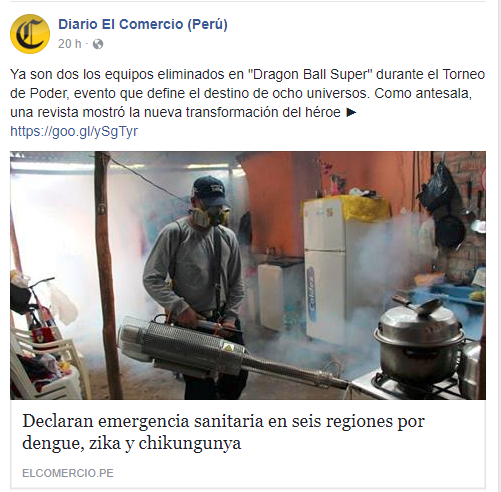 Diario El Comercio (Perú)
20 h ·
Ya son dos los equipos eliminados en "Dragon Ball Super" durante el Torneo
de Poder, evento que define el destino de ocho universos. Como antesala,
una revista mostró la nueva transformación del héroe ►
https://goo.gl/ySgTyr
Declaran emergencia sanitaria en seis regiones por
dengue, zika y chikungunya
ELCOMERCIO.PE